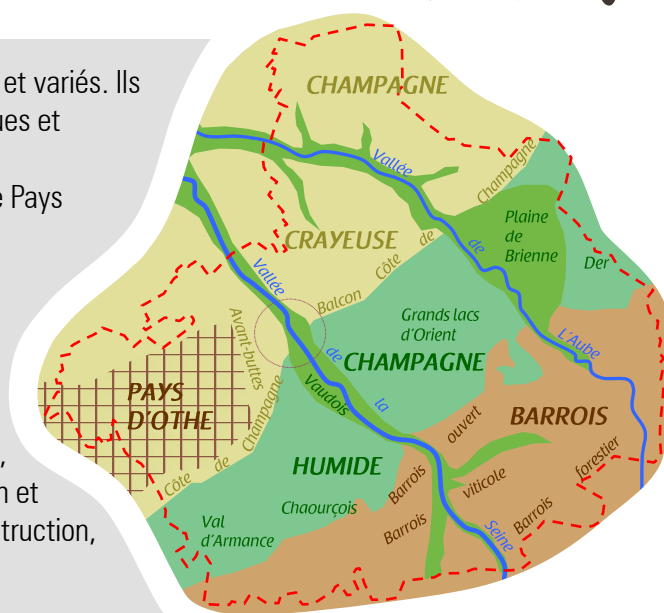 et variés. Ils
ues et
Pays
,
et
struction,
CHAMPAGNE
Vallée
Champagne
de
Côte
Balcon
CRAYEUSE
Vallée
de
Plaine
de
Brienne
Der
Grands lacs
d'Orient
L'Aube
Avant-buttes
de
la
CHAMPAGNE
Vaudois
PAYS
D'OTHE
Champagne
de
Côte
BARROIS
ouvert
Barrois
HUMIDE
viticole
Barrois
forestier
Barrois
Chaourçois
Val
d'Armance
Seine